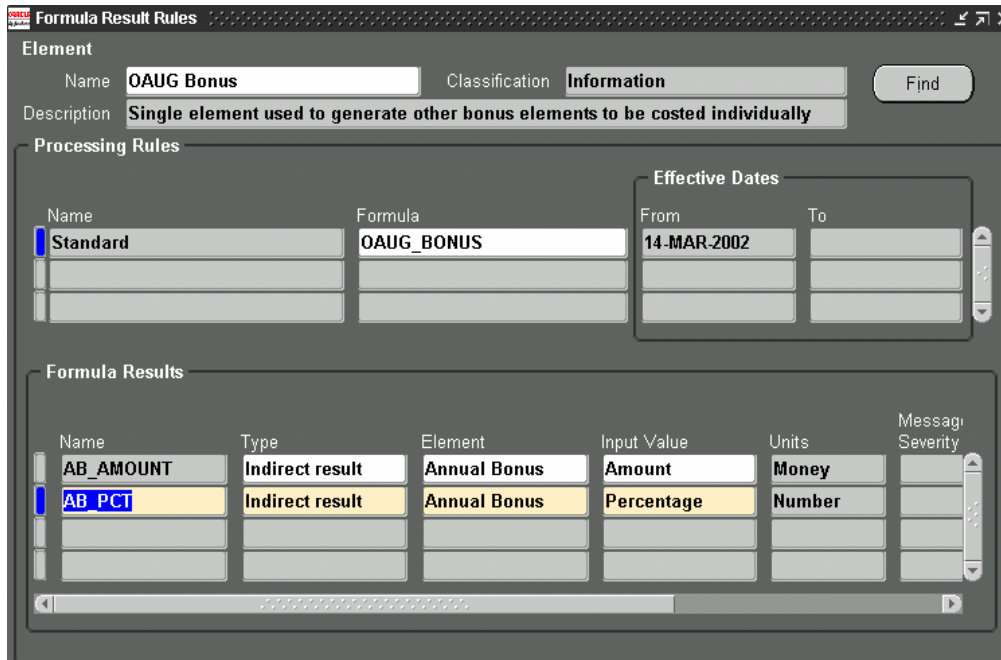 Formula Result Rules
Element
Name OAUG Bonus Classification Information Find
Description Single element used to generate other bonus elements to be costed individually
Processing Rules
Effective Dates
Name Formula From To
Standard OAUG_BONUS 14-MAR-2002
Formula Results
Messag
Name Type Element Input Value Units Severity
AB_AMOUNT Indirect result Annual Bonus Amount Money
AB_PCT Indirect result Annual Bonus Percentage Number